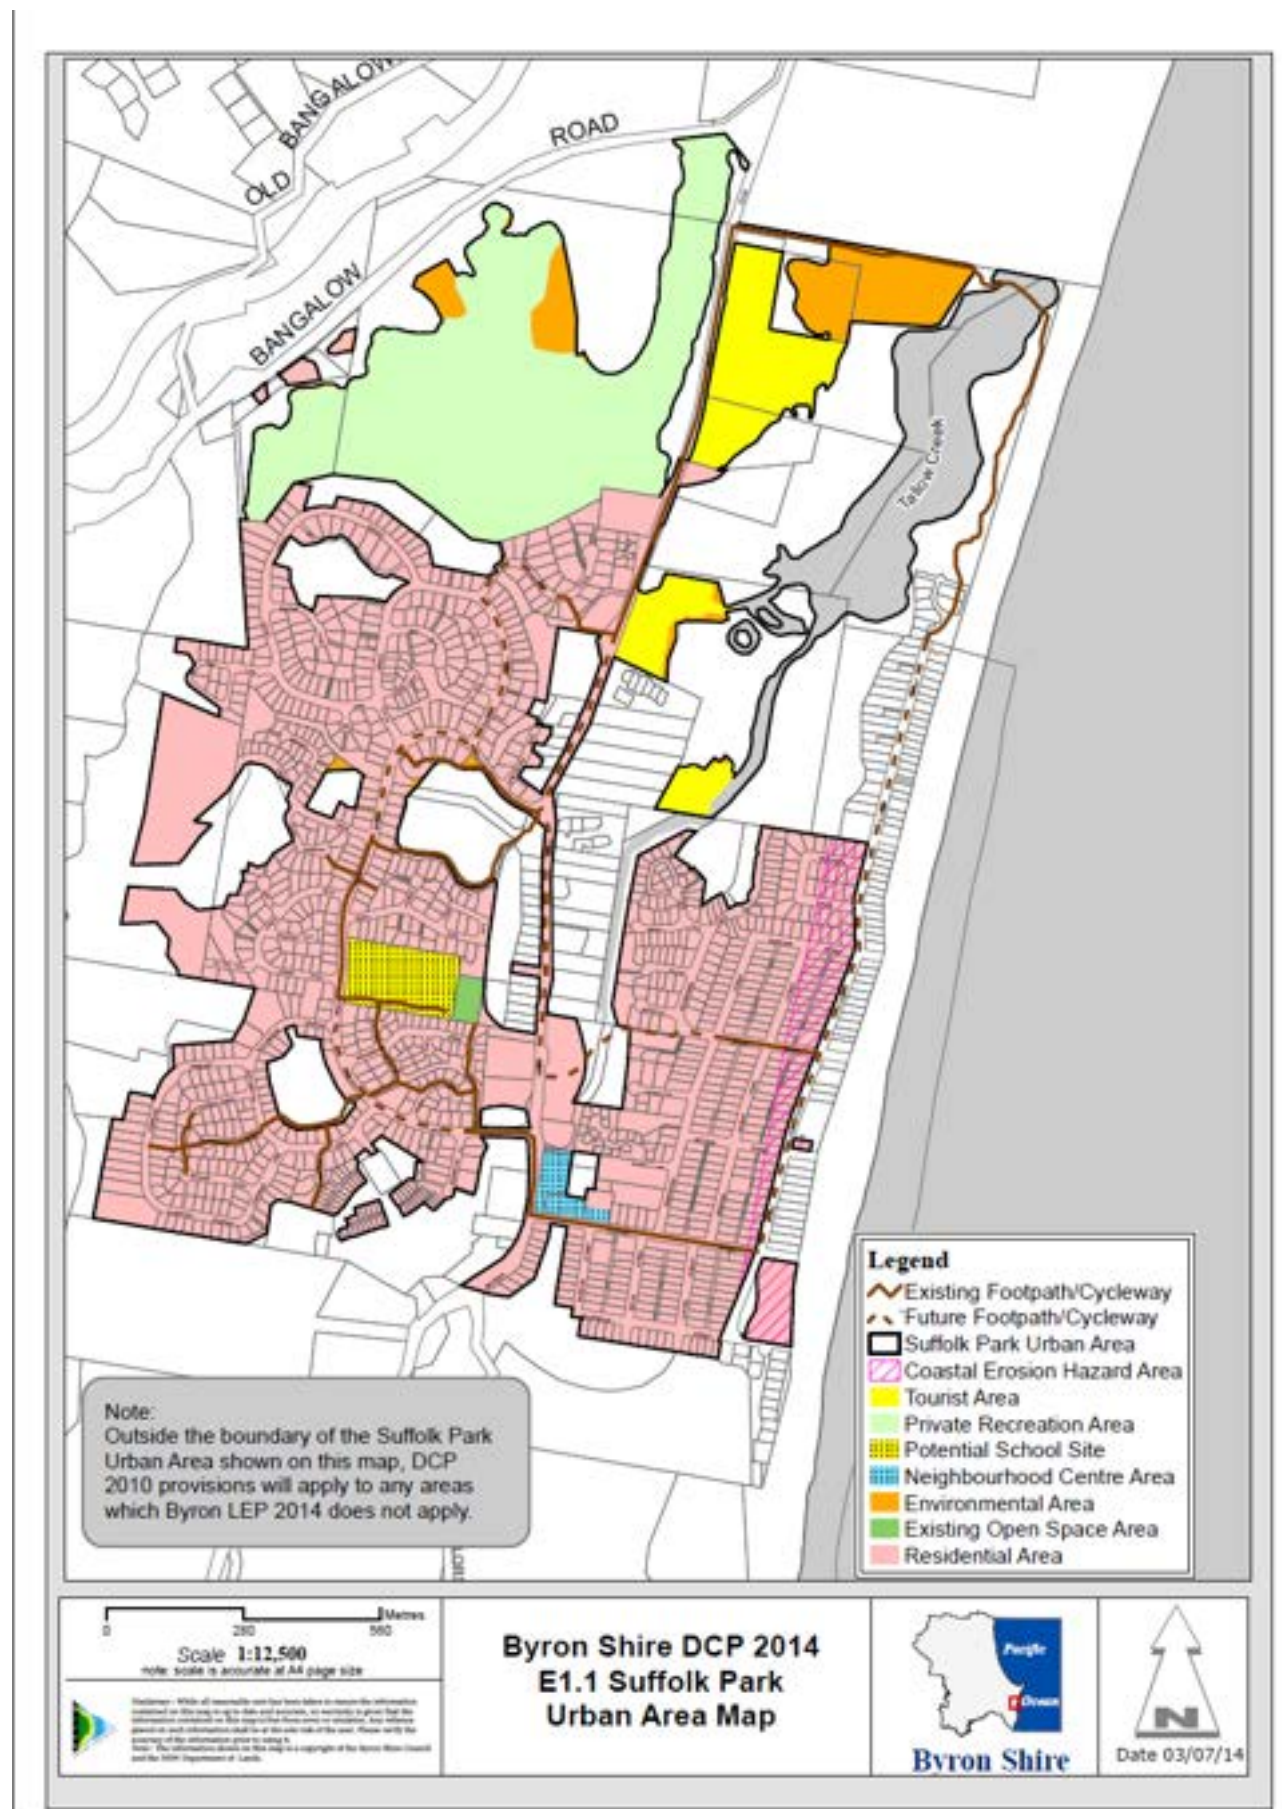 OLD
BANGALOW
ROAD
BANGALOW
Tallow Creek
Legend
Existing Footpath/Cycleway
Future Footpath/Cycleway
Suffolk Park Urban Area
Coastal Erosion Hazard Area
Tourist Area
Private Recreation Area
Potential School Site
Neighbourhood Centre Area
Environmental Area
Existing Open Space Area
Residential Area
Note:
Outside the boundary of the Suffolk Park
Urban Area shown on this map, DCP
2010 provisions will apply to any areas
which Byron LEP 2014 does not apply.
Metres
0 280 560
Scale 1:12,500
note: scale is accurate at A4 page size
Byron Shire DCP 2014
E1.1 Suffolk Park
Urban Area Map
Pacific
Ocean
Byron Shire
N
Date 03/07/14